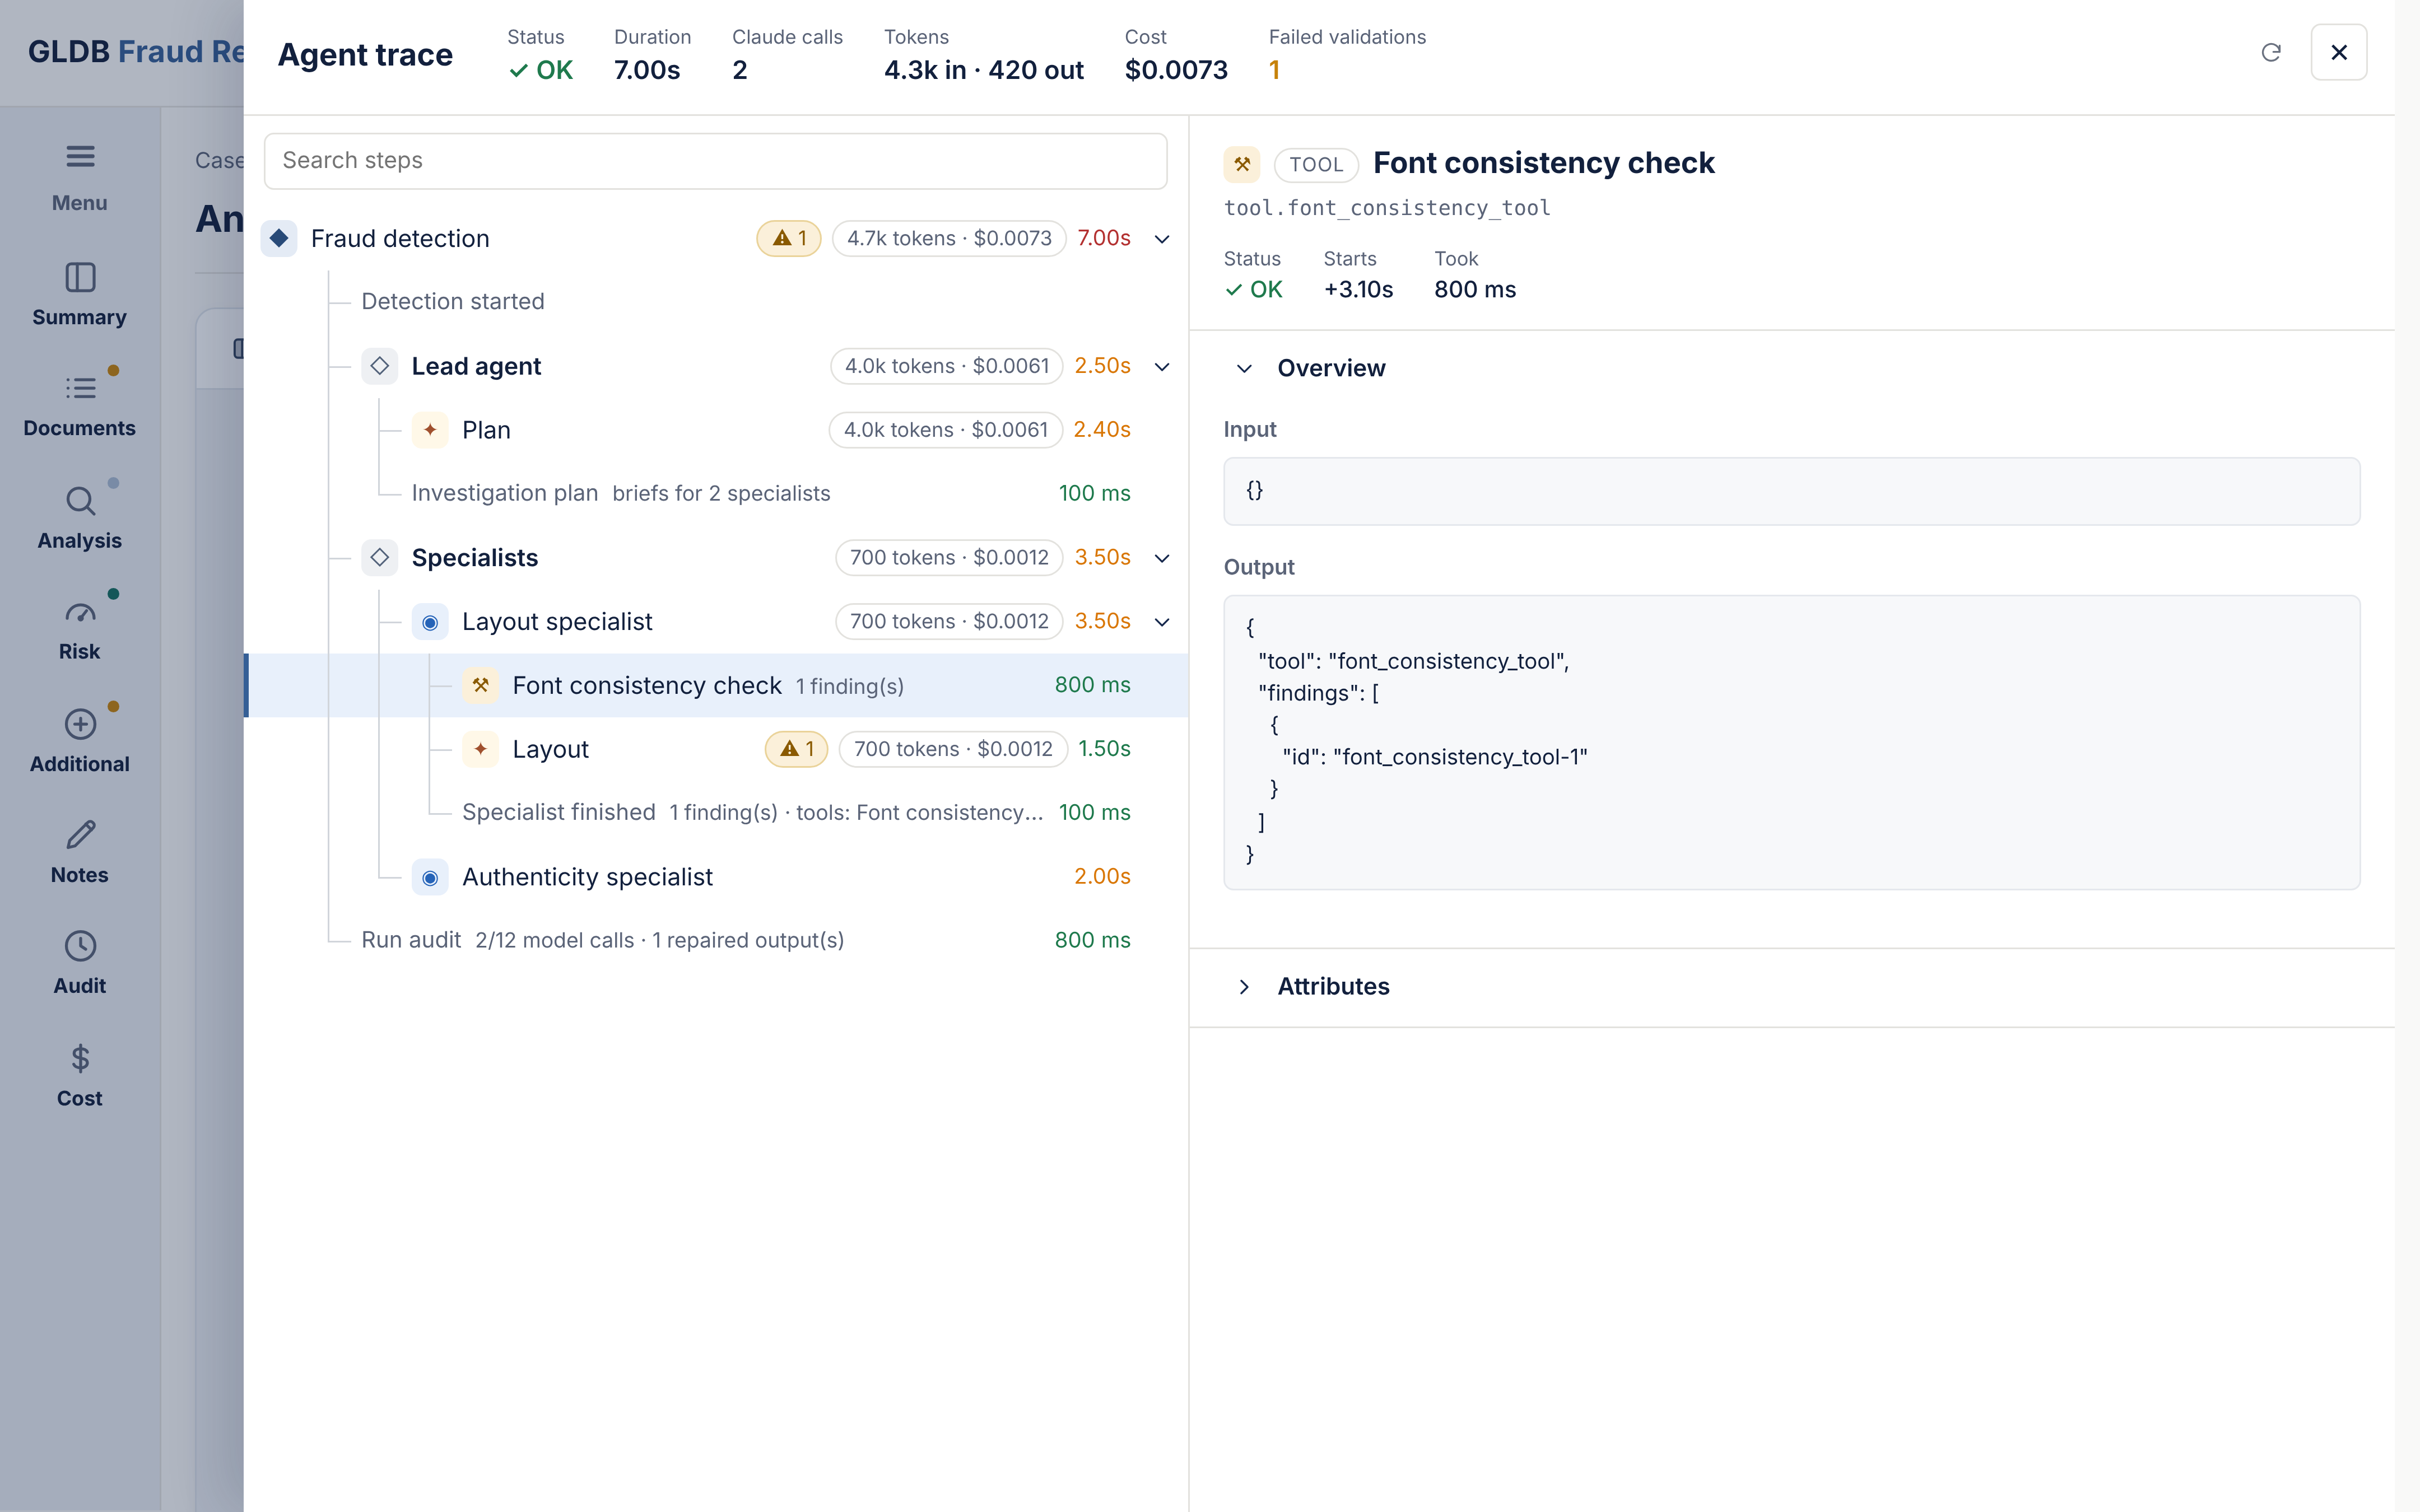 GLDB Fraud Re
Menu
Summary
Documents
Analysis
Risk
Additional
Notes
Audit
Cost
Case
An
Agent trace
Status
OK
Duration
7.00s
Claude calls
2
Tokens
4.3k in · 420 out
Cost
$0.0073
Failed validations
1
Search steps
Fraud detection 1 4.7k tokens · $0.0073 7.00s
Detection started
Lead agent 4.0k tokens · $0.0061 2.50s
Plan 4.0k tokens · $0.0061 2.40s
Investigation plan briefs for 2 specialists 100 ms
Specialists 700 tokens · $0.0012 3.50s
Layout specialist 700 tokens · $0.0012 3.50s
Font consistency check 1 finding(s) 800 ms
Layout 1 700 tokens · $0.0012 1.50s
Specialist finished 1 finding(s) · tools: Font consistency... 100 ms
Authenticity specialist 2.00s
Run audit 2/12 model calls · 1 repaired output(s) 800 ms
TOOL Font consistency check
tool.font_consistency_tool
Status
OK
Starts
+3.10s
Took
800 ms
Overview
Input
{}
Output
{
"tool": "font_consistency_tool",
"findings": [
{
"id": "font_consistency_tool-1"
}
]
}
Attributes